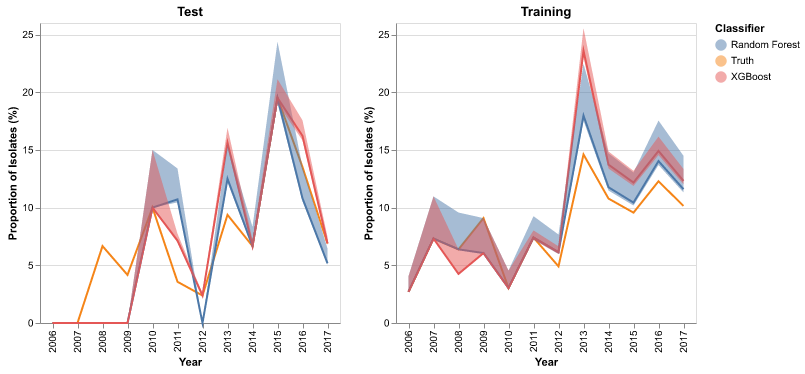 Test
Training
Classifier
Random Forest
Truth
XGBoost
Proportion of Isolates (%)
25
20
15
10
5
0
2006 2007 2008 2009 2010 2011 2012 2013 2014 2015 2016 2017
Year
Proportion of Isolates (%)
25
20
15
10
5
0
2006 2007 2008 2009 2010 2011 2012 2013 2014 2015 2016 2017
Year